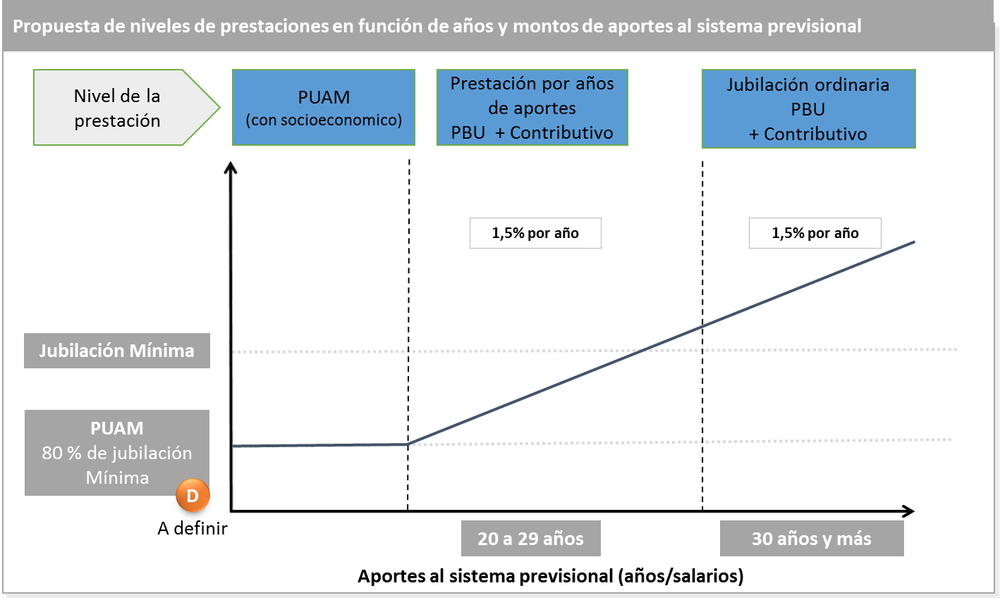 Propuesta de niveles de prestaciones en función de años y montos de aportes al sistema previsional
Nivel de la
prestación
PUAM
(con socioeconomico)
Prestación por años
de aportes
PBU + Contributivo
Jubilación ordinaria
PBU
+ Contributivo
1,5% por año
1,5% por año
Jubilación Mínima
PUAM
80 % de jubilación
Mínima
D
A definir
20 a 29 años
30 años y más
Aportes al sistema previsional (años/salarios)